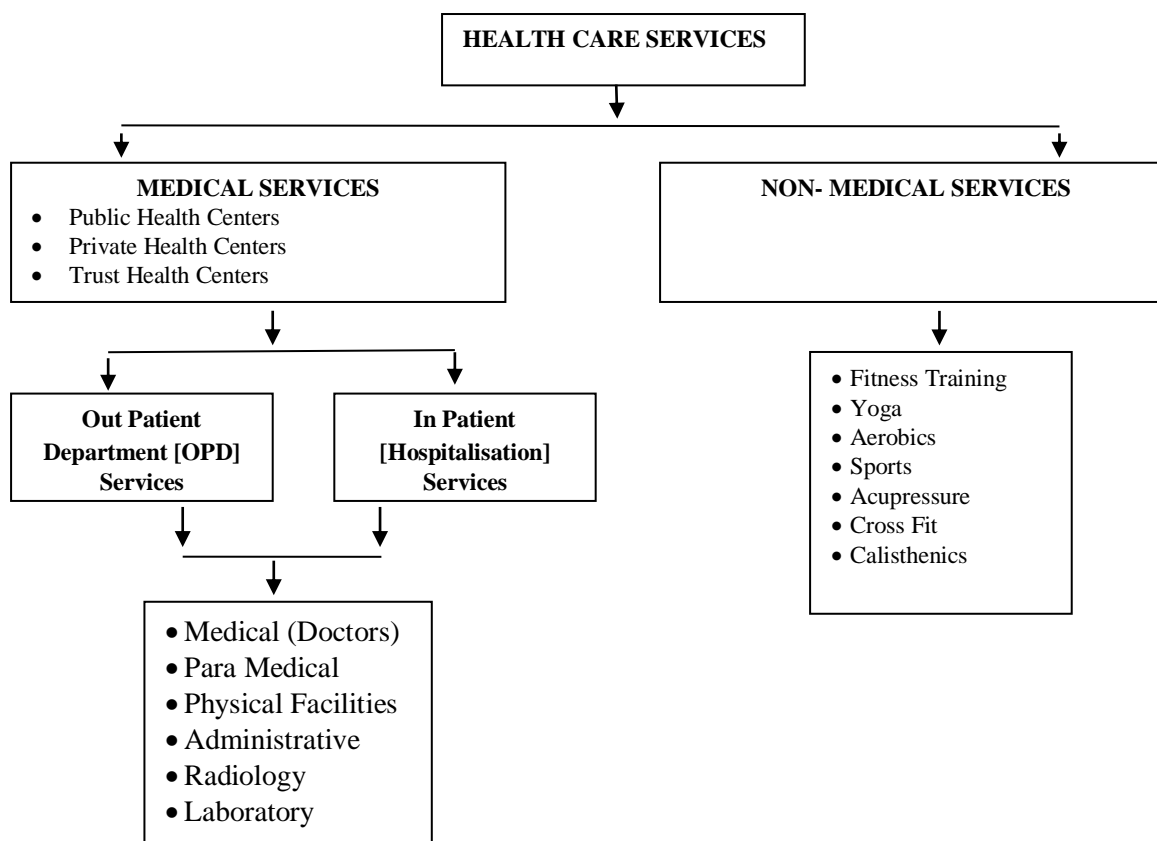 HEALTH CARE SERVICES
MEDICAL SERVICES
• Public Health Centers
• Private Health Centers
• Trust Health Centers
NON- MEDICAL SERVICES
Out Patient
Department [OPD]
Services
In Patient
[Hospitalisation]
Services
• Fitness Training
• Yoga
• Aerobics
• Sports
• Acupressure
• Cross Fit
• Calisthenics
• Medical (Doctors)
• Para Medical
• Physical Facilities
• Administrative
• Radiology
• Laboratory